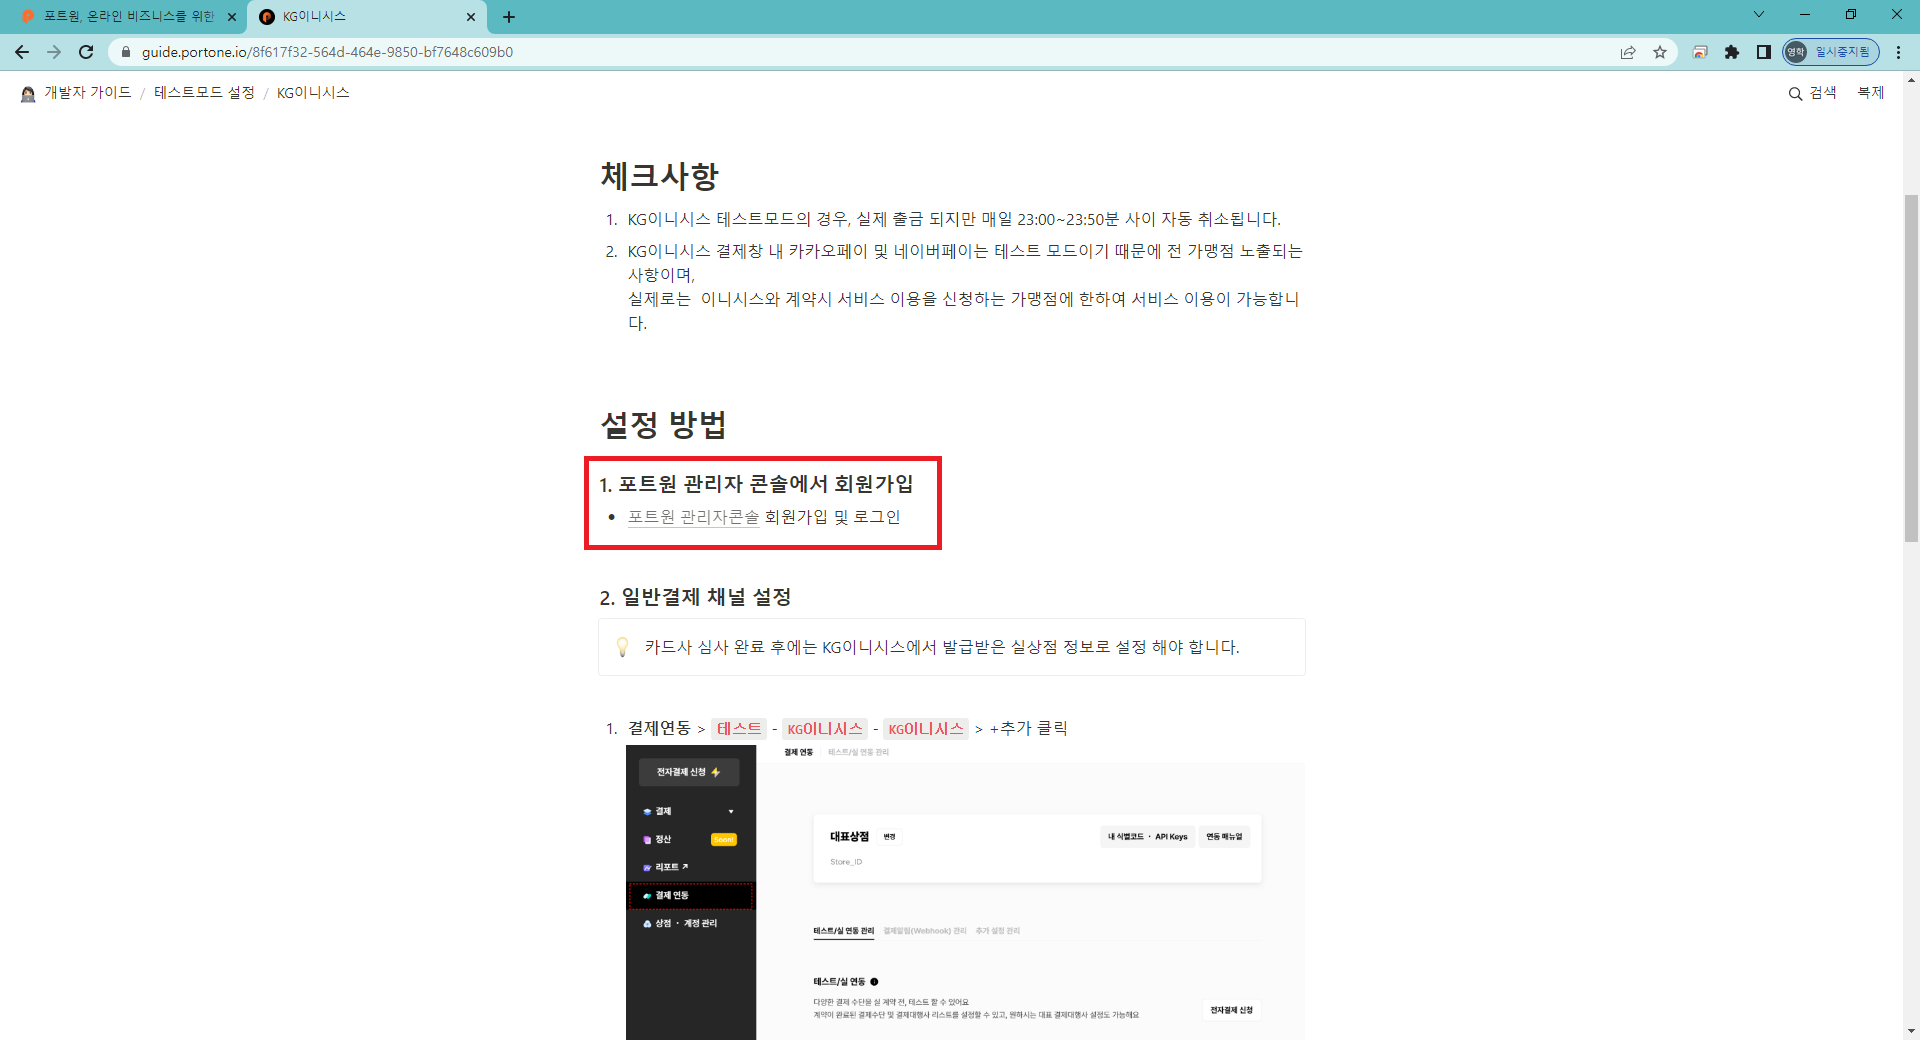 포트원, 온라인 비즈니스를 위한
KG이니시스
guide.portone.io/8f617f32-564d-464e-9850-bf7648c609b0
영학 일시중지됨
개발자 가이드 / 테스트모드 설정 / KG이니시스
검색 복제
체크사항
1. KG이니시스 테스트모드의 경우, 실제 출금 되지만 매일 23:00~23:50분 사이 자동 취소됩니다.
2. KG이니시스 결제창 내 카카오페이 및 네이버페이는 테스트 모드이기 때문에 전 가맹점 노출되는
사항이며,
실제로는 이니시스와 계약시 서비스 이용을 신청하는 가맹점에 한하여 서비스 이용이 가능합니
다.
설정 방법
1. 포트원 관리자 콘솔에서 회원가입
• 포트원 관리자콘솔 회원가입 및 로그인
2. 일반결제 채널 설정
카드사 심사 완료 후에는 KG이니시스에서 발급받은 실상점 정보로 설정 해야 합니다.
1. 결제연동 > 테스트 - KG이니시스 - KG이니시스 > +추가 클릭
결제 연동 테스트/실 연동 관리
전자결제 신청
결제
정산 Soon!
리포트
결제 연동
상점 · 계정 관리
대표상점 변경
내 식별코드 · API Keys 연동 매뉴얼
Store_ID
테스트/실 연동 관리 결제알림(Webhook) 관리 추가 설정 관리
테스트/실 연동
다양한 결제 수단을 실 계약 전, 테스트 할 수 있어요
계약이 완료된 결제수단 및 결제대행사 리스트를 설정할 수 있고, 원하시는 대표 결제대행사 설정도 가능해요
전자결제 신청